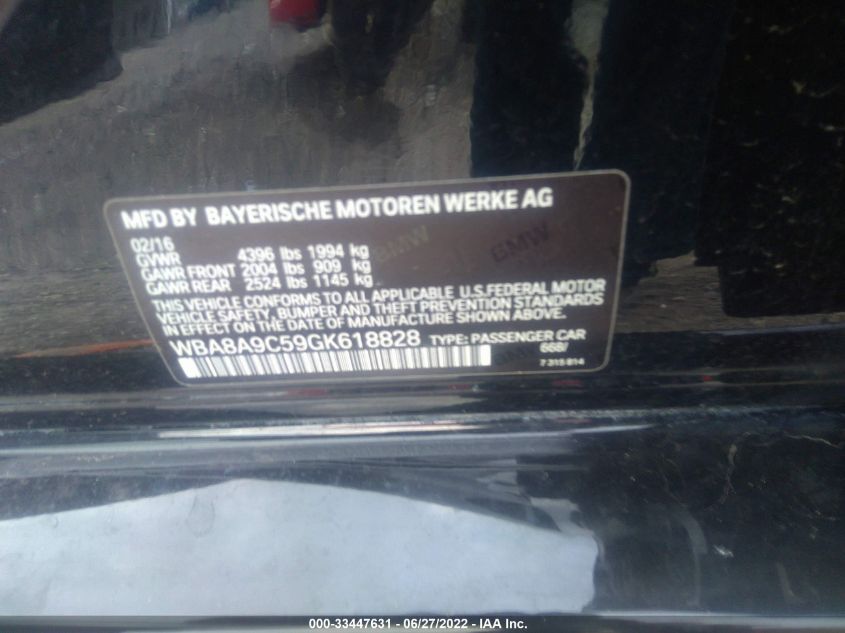 MFD BY BAYERISCHE MOTOREN WERKE AG
02/16
GVWR 4396 lbs 1994 kg
GAWR FRONT 2004 lbs 909 kg
GAWR REAR 2524 lbs 1145 kg
THIS VEHICLE CONFORMS TO ALL APPLICABLE U.S.FEDERAL MOTOR
VEHICLE SAFETY, BUMPER AND THEFT PREVENTION STANDARDS
IN EFFECT ON THE DATE OF MANUFACTURE SHOWN ABOVE.
WBA8A9C59GK618828 TYPE: PASSENGER CAR
668/
7 315 814
BMW
BMW
BMW
000-33447631 - 06/27/2022 - IAA Inc.